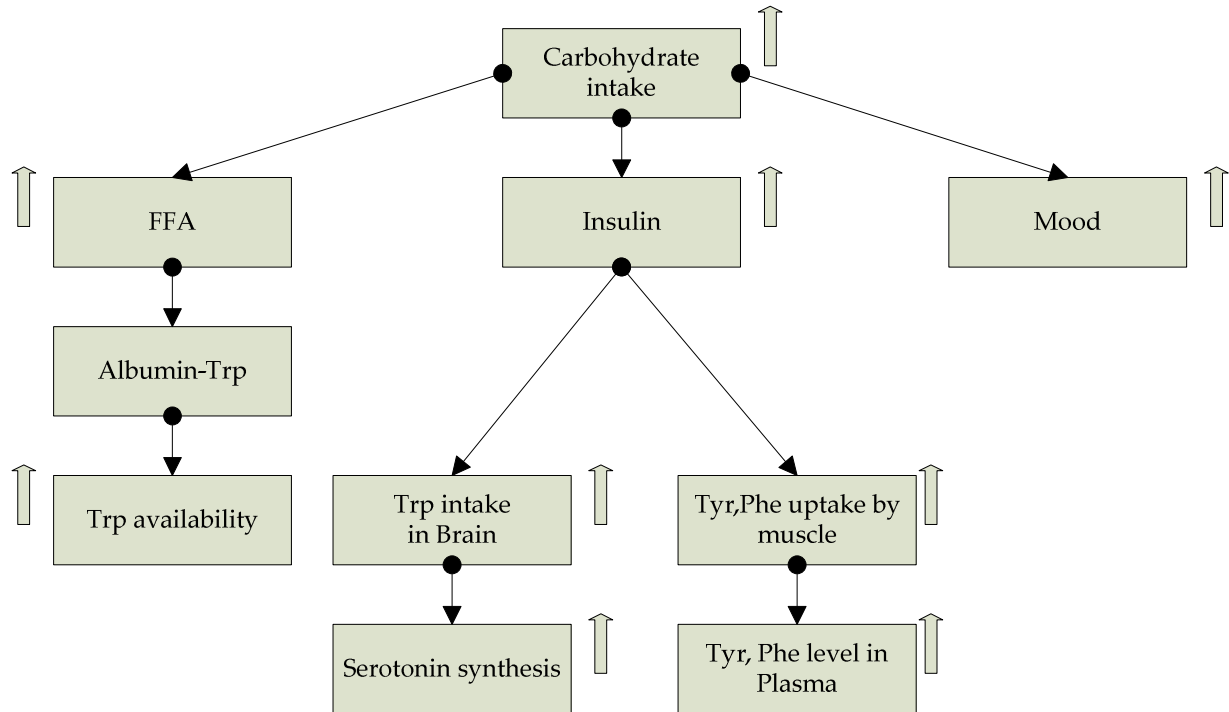 Carbohydrate
intake
FFA
Insulin
Mood
Albumin-Trp
Trp availability
Trp intake
in Brain
Tyr,Phe uptake by
muscle
Serotonin synthesis
Tyr, Phe level in
Plasma